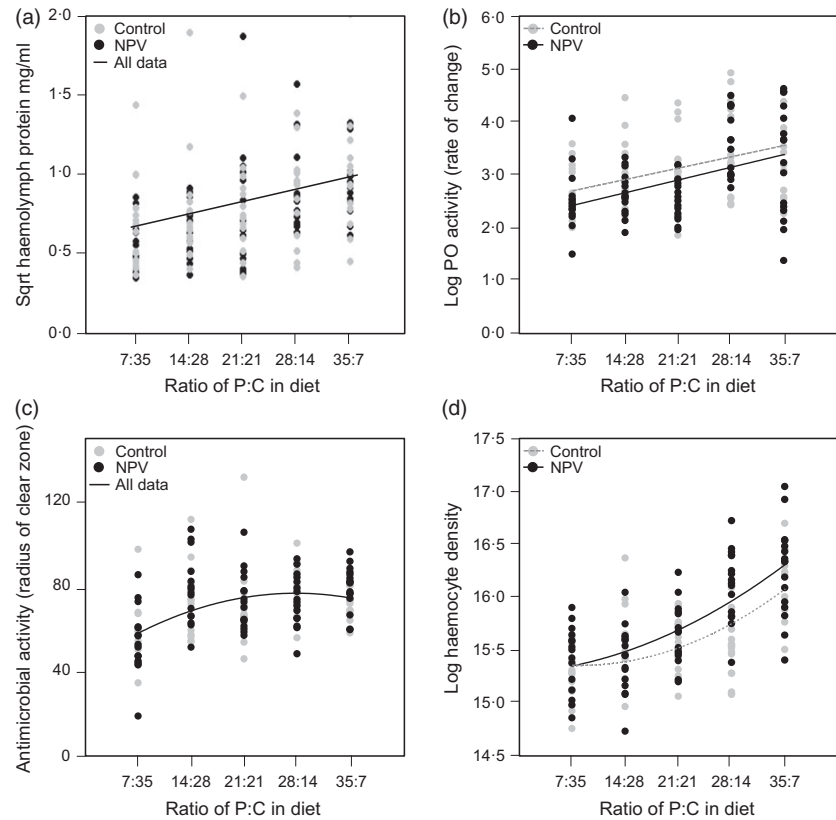 (a)
Control
NPV
All data
2·0
1·5
1·0
0·5
0·0
Sqrt haemolymph protein mg/ml
7:35 14:28 21:21 28:14 35:7
Ratio of P:C in diet
(b)
Control
NPV
6·0
5·0
4·0
3·0
2·0
1·0
0·0
Log PO activity (rate of change)
7:35 14:28 21:21 28:14 35:7
Ratio of P:C in diet
(c)
Control
NPV
All data
120
80
40
0
Antimicrobial activity (radius of clear zone)
7:35 14:28 21:21 28:14 35:7
Ratio of P:C in diet
(d)
Control
NPV
17·5
17·0
16·5
16·0
15·5
15·0
14·5
Log haemocyte density
7:35 14:28 21:21 28:14 35:7
Ratio of P:C in diet